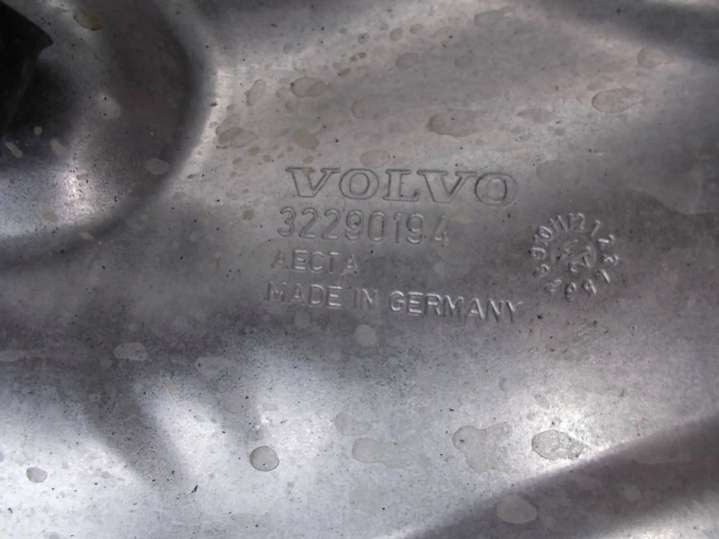 VOLVO
32290194
AECTA
MADE IN GERMANY